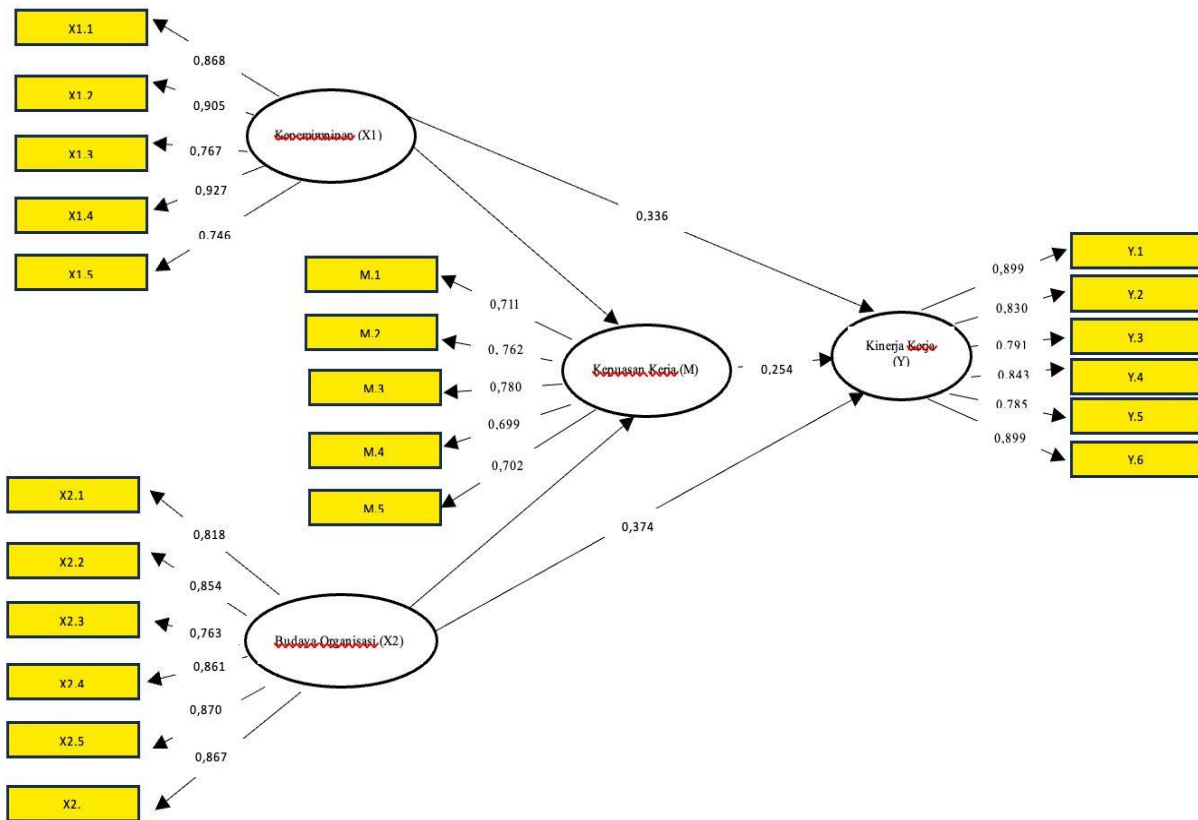 X1.1
0,868
X1.2
0,905
X1.3
0,767
X1.4
0,927
0.746
X1.5
Kepemimpinan (X1)
0,336
M.1
0,711
M.2
0,762
M.3
0,780
M.4
0.699
M.5
0,702
Kepuasan Kerja (M)
0,254
Kinerja Kerja
(Y)
0,899
Y.1
0,830
Y.2
0.791
Y.3
0.843
Y.4
0.785
Y.5
0,899
Y.6
X2.1
0,818
X2.2
0,854
X2.3
0,763
X2.4
0,861
X2.5
0,870
X2.
0,867
Budaya Organisasi (X2)
0,374